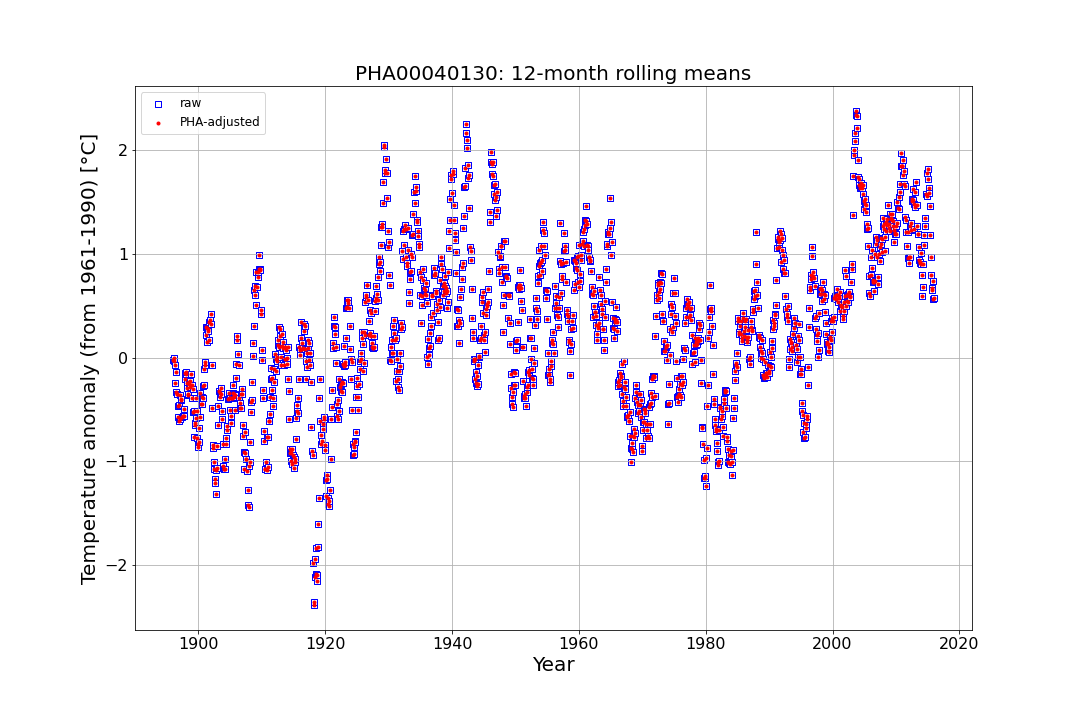 PHA00040130: 12-month rolling means
raw
PHA-adjusted
Temperature anomaly (from 1961-1990) [°C]
2
1
0
−1
−2
1900 1920 1940 1960 1980 2000 2020
Year